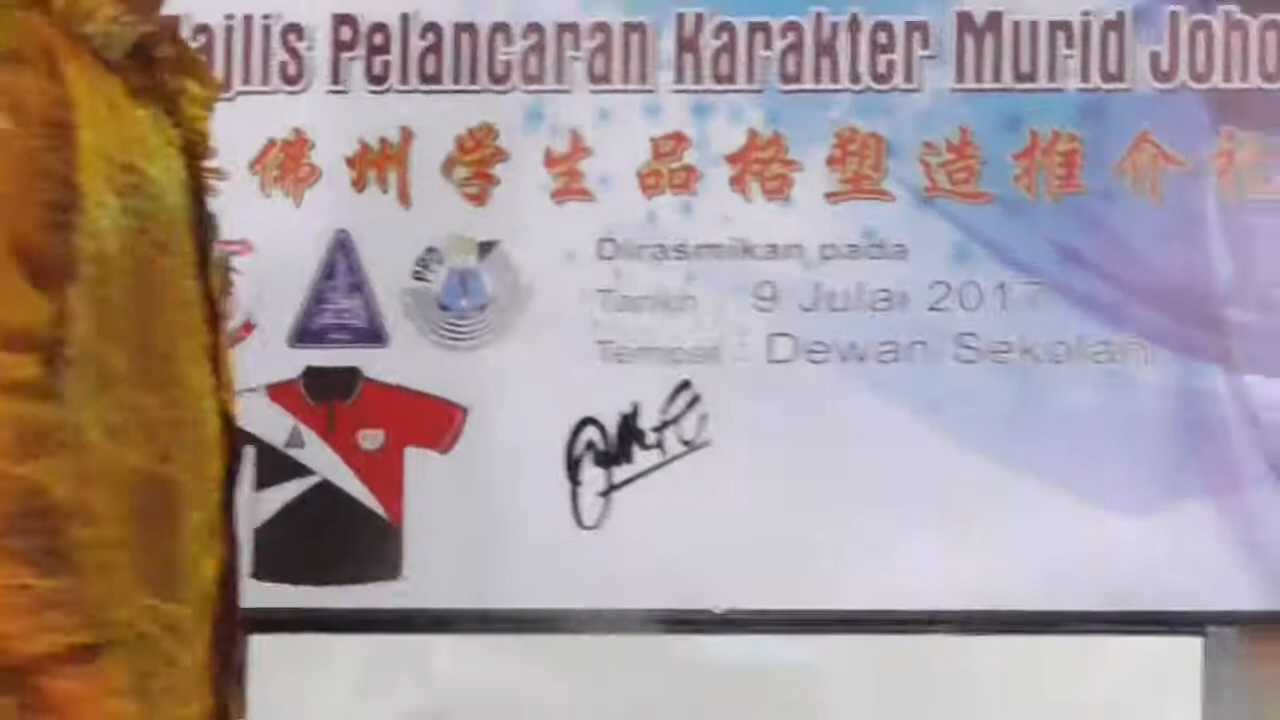 Majlis Pelancaran Karakter Murid Joho
佛州学生品格塑造推介
PPD
Dirasmikan pada
Tarikh : 9 Julai 2017
Tempat : Dewan Sekolah